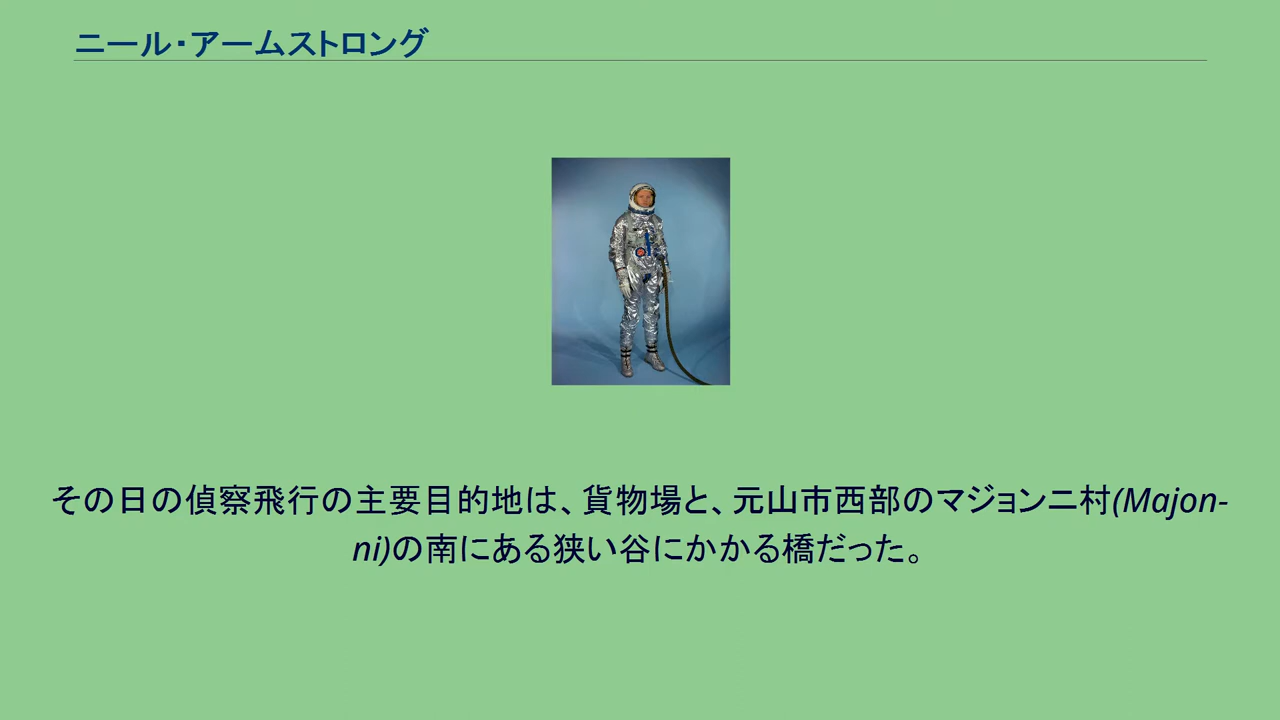 ニール・アームストロング
その日の偵察飛行の主要目的地は、貨物場と、元山市西部のマジョンニ村(Majon-
ni)の南にある狭い谷にかかる橋だった。